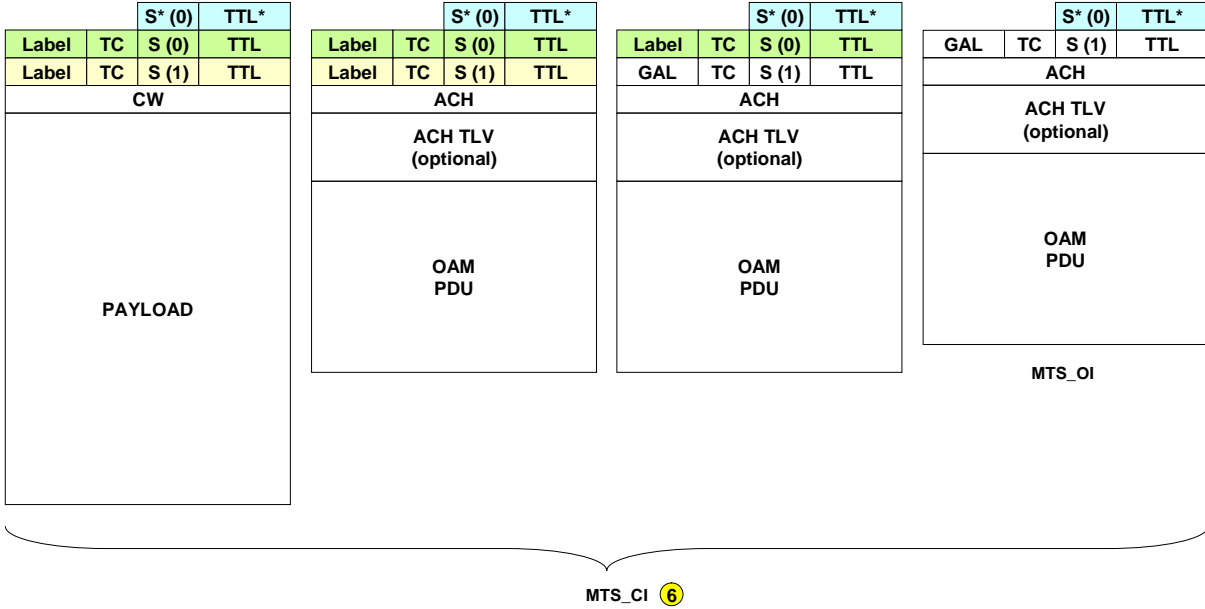 S* (0) TTL*
Label TC S (0) TTL
Label TC S (1) TTL
CW
PAYLOAD
S* (0) TTL*
Label TC S (0) TTL
Label TC S (1) TTL
ACH
ACH TLV
(optional)
OAM
PDU
S* (0) TTL*
Label TC S (0) TTL
GAL TC S (1) TTL
ACH
ACH TLV
(optional)
OAM
PDU
S* (0) TTL*
GAL TC S (1) TTL
ACH
ACH TLV
(optional)
OAM
PDU
MTS_OI
MTS_CI 6